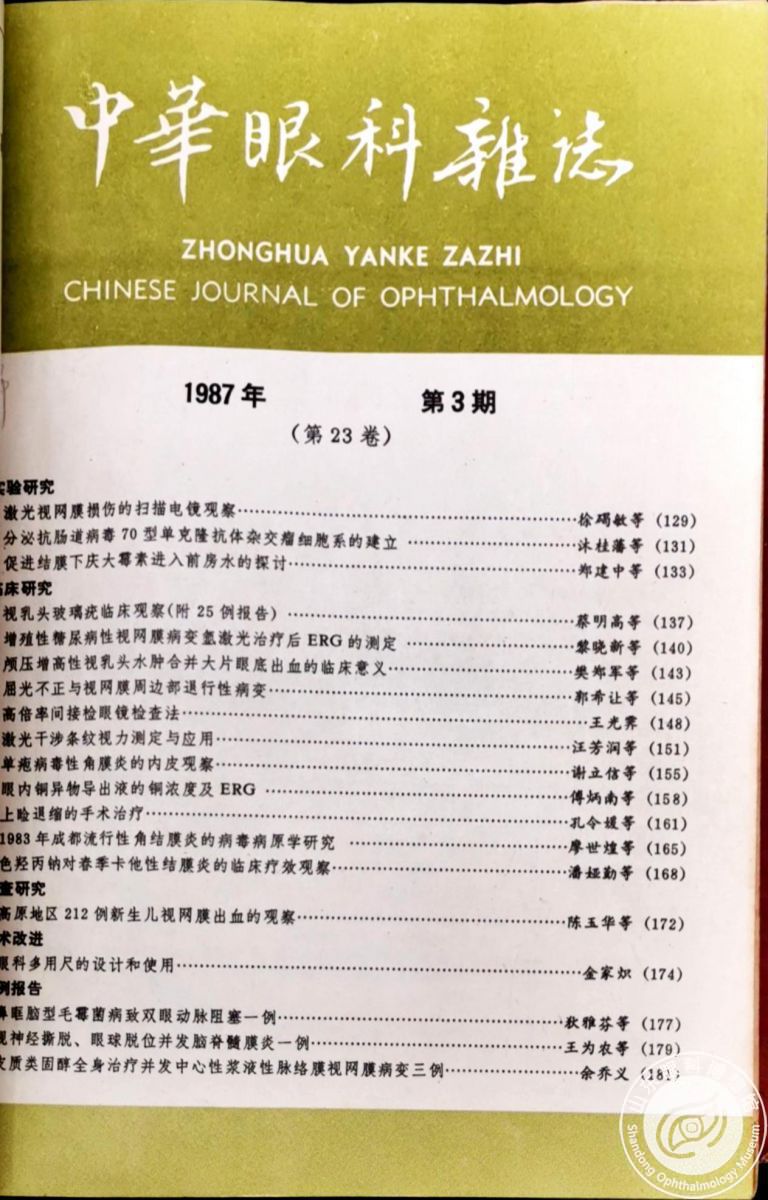 中華眼科雜誌
ZHONGHUA YANKE ZAZHI
CHINESE JOURNAL OF OPHTHALMOLOGY
1987年 第3期
(第23卷)
实验研究
激光视网膜损伤的扫描电镜观察……徐碣敏等 (129)
分泌抗肠道病毒70型单克隆抗体杂交瘤细胞系的建立……沐桂藩等 (131)
促进结膜下庆大霉素进入前房水的探讨……郑建中等 (133)
临床研究
视乳头玻璃疣临床观察(附25例报告)……蔡明高等 (137)
增殖性糖尿病性视网膜病变氩激光治疗后ERG的测定……黎晓新等 (140)
颅压增高性视乳头水肿合并大片眼底出血的临床意义……樊郑军等 (143)
屈光不正与视网膜周边部退行性病变……郭希让等 (145)
高倍率间接检眼镜检查法……王光霁 (148)
激光干涉条纹视力测定与应用……汪芳润等 (151)
单疱病毒性角膜炎的内皮观察……谢立信等 (155)
眼内铜异物导出液的铜浓度及ERG……傅炳南等 (158)
上睑退缩的手术治疗……孔令媛等 (161)
1983年成都流行性角结膜炎的病毒病原学研究……廖世煌等 (165)
色羟丙钠对春季卡他性结膜炎的临床疗效观察……潘娅勤等 (168)
查研究
高原地区212例新生儿视网膜出血的观察……陈玉华等 (172)
术改进
眼科多用尺的设计和使用……金家炽 (174)
例报告
鼻眶脑型毛霉菌病致双眼动脉阻塞一例……狄雅芬等 (177)
视神经撕脱、眼球脱位并发脑脊髓膜炎一例……王为农等 (179)
皮质类固醇全身治疗并发中心性浆液性脉络膜视网膜病变三例……余乔义 (181)
Shandong Ophthalmology Museum